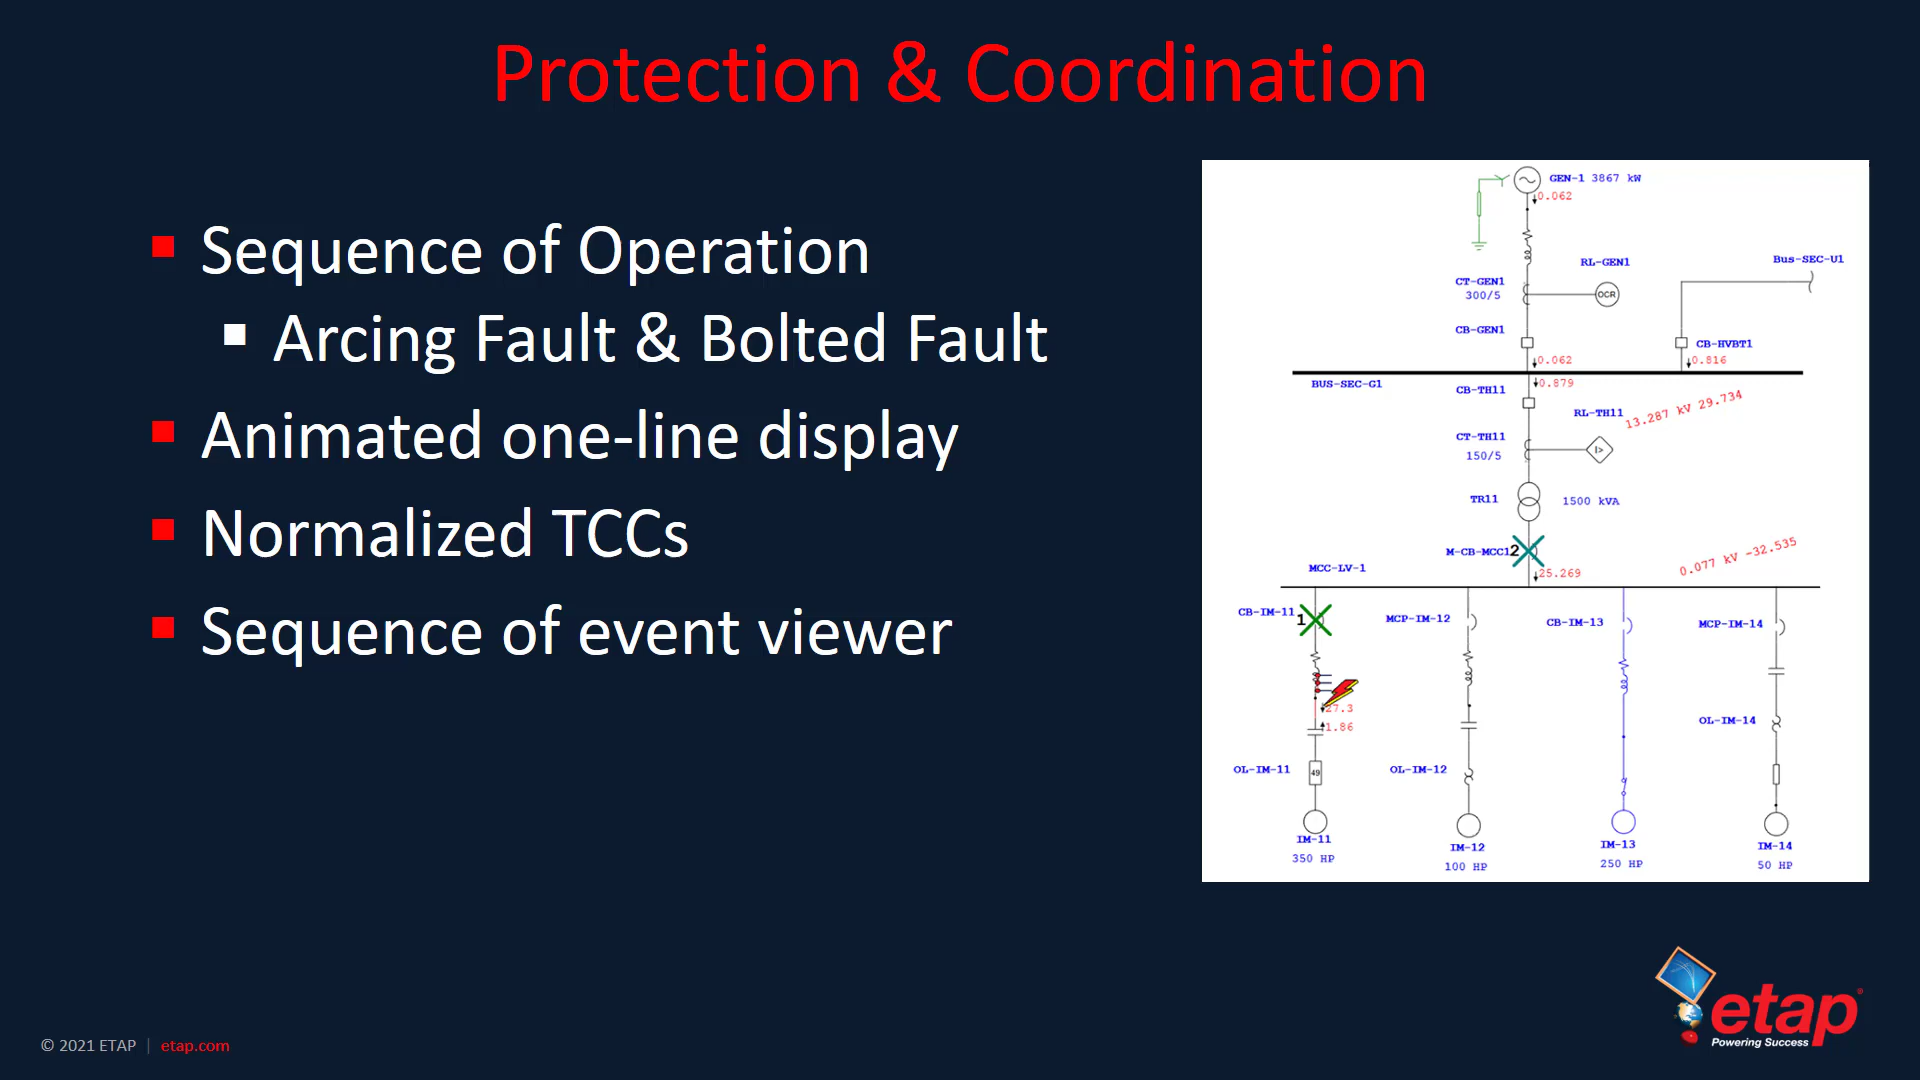 Protection & Coordination
Sequence of Operation
Arcing Fault & Bolted Fault
Animated one-line display
Normalized TCCs
Sequence of event viewer
GEN-1 3867 kW
0.062
RL-GEN1
Bus-SEC-U1
CT-GEN1
300/5
OCR
CB-GEN1
CB-HVBT1
0.062
0.816
BUS-SEC-G1
CB-TH11
0.879
RL-TH11
13.287 kV 29.734
CT-TH11
150/5
I>
TR11
1500 kVA
M-CB-MCC1
2
0.077 kV -32.535
MCC-LV-1
25.269
CB-IM-11
1
MCP-IM-12
CB-IM-13
MCP-IM-14
27.3
1.86
OL-IM-14
OL-IM-11
49
OL-IM-12
IM-11
350 HP
IM-12
100 HP
IM-13
250 HP
IM-14
50 HP
etap®
Powering Success
© 2021 ETAP | etap.com